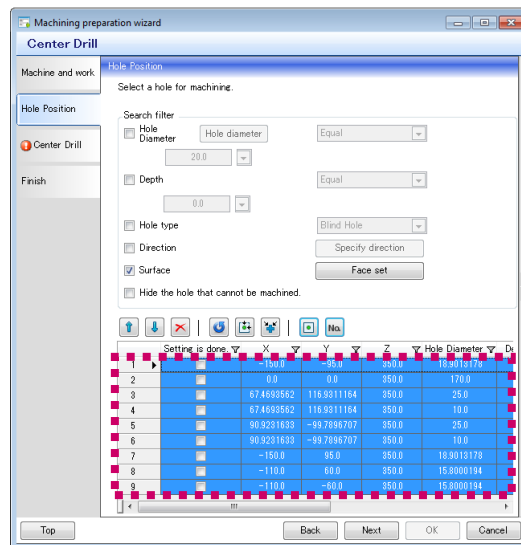 Machining preparation wizard
Center Drill
Machine and work
Hole Position
Center Drill
Finish
Hole Position
Select a hole for machining.
Search filter
Hole Diameter
Hole diameter
Equal
20.0
Depth
Equal
0.0
Hole type
Blind Hole
Direction
Specify direction
Surface
Face set
Hide the hole that cannot be machined.
No.
Setting is done. X Y Z Hole Diameter De
1 -150.0 -95.0 350.0 18.9013178
2 0.0 0.0 350.0 170.0
3 67.4693562 116.9311164 350.0 25.0
4 67.4693562 116.9311164 350.0 10.0
5 90.9231633 -99.7896707 350.0 25.0
6 90.9231633 -99.7896707 350.0 10.0
7 -150.0 95.0 350.0 18.9013178
8 -110.0 60.0 350.0 15.8000194
9 -110.0 -60.0 350.0 15.8000194
Top Back Next OK Cancel